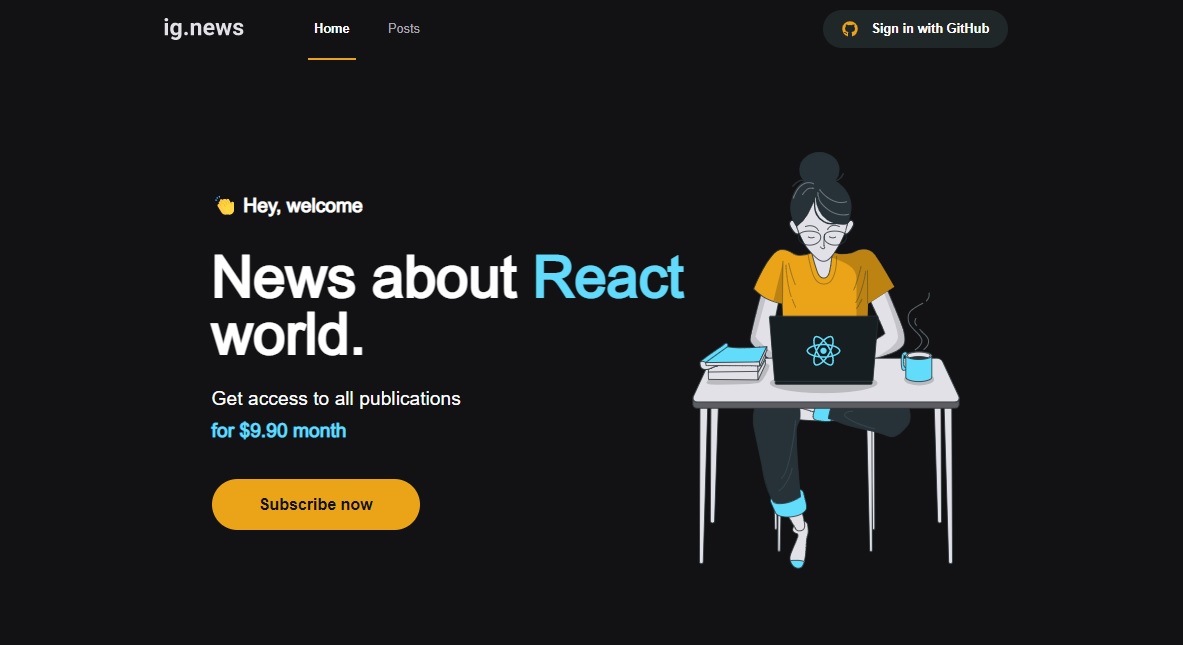 ig.news
Home
Posts
Sign in with GitHub
👏 Hey, welcome
News about React
world.
Get access to all publications
for $9.90 month
Subscribe now